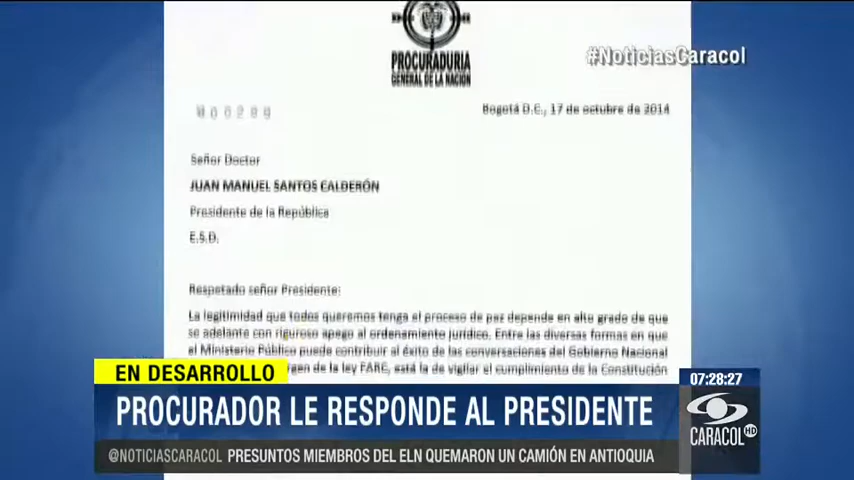 PROCURADURIA
GENERAL DE LA NACIÓN
#NoticiasCaracol
Bogotá D.C., 17 de octubre de 2014
Señor Doctor
JUAN MANUEL SANTOS CALDERÓN
Presidente de la República
E.S.D.
Respetado señor Presidente:
La legitimidad que todos queremos tenga el proceso de paz depende en alto grado de que
se adelante con riguroso apego al ordenamiento jurídico. Entre las diversas formas en que
el Ministerio Público puede contribuir al éxito de las conversaciones del Gobierno Nacional
rgen de la ley FARC, está la de vigilar el cumplimiento de la Constitución
EN DESARROLLO
07:28:27
PROCURADOR LE RESPONDE AL PRESIDENTE
CARACOL HD
@NOTICIASCARACOL PRESUNTOS MIEMBROS DEL ELN QUEMARON UN CAMIÓN EN ANTIOQUIA